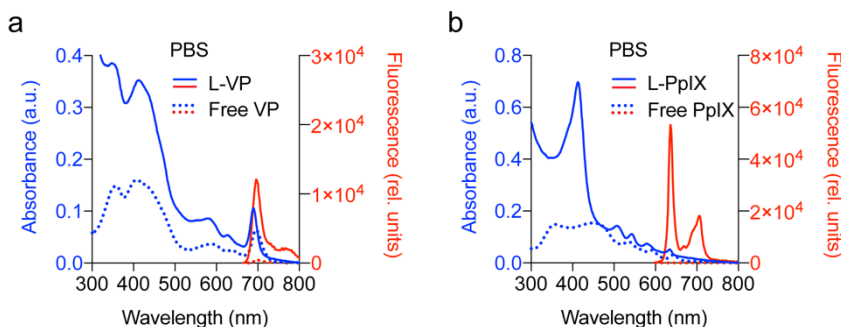 a
PBS
L-VP
Free VP
Absorbance (a.u.)
0.4
0.3
0.2
0.1
0.0
Fluorescence (rel. units)
3×10⁴
2×10⁴
1×10⁴
0
300 400 500 600 700 800
Wavelength (nm)
b
PBS
L-PpIX
Free PpIX
Absorbance (a.u.)
0.8
0.6
0.4
0.2
0.0
Fluorescence (rel. units)
8×10⁴
6×10⁴
4×10⁴
2×10⁴
0
300 400 500 600 700 800
Wavelength (nm)